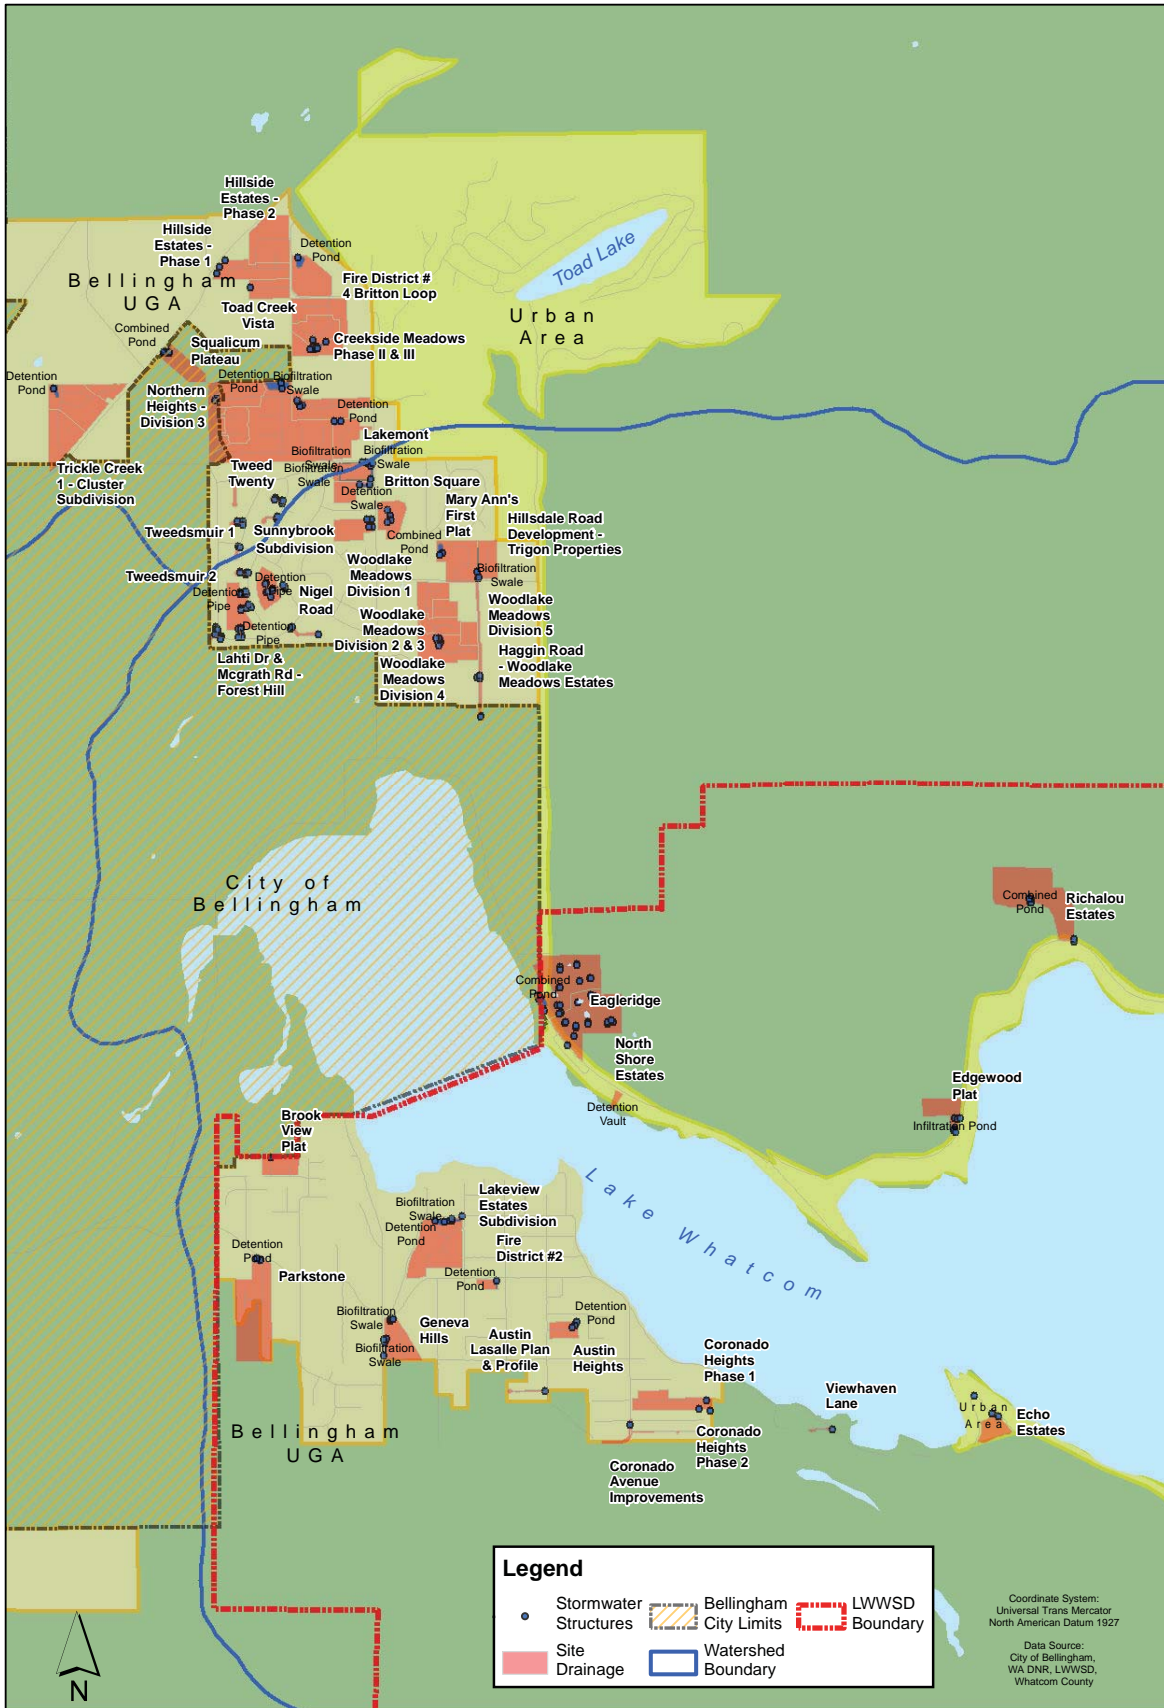 Hillside
Estates -
Phase 2
Hillside
Estates -
Phase 1
Detention
Pond
Bellingham
UGA
Fire District #
4 Britton Loop
Toad Lake
Toad Creek
Vista
Urban
Area
Combined
Pond
Squalicum
Plateau
Creekside Meadows
Phase II & III
Detention
Pond
Detention
Pond
Biofiltration
Swale
Northern
Heights -
Division 3
Detention
Pond
Lakemont
Biofiltration
Swale
Biofiltration
Swale
Trickle Creek
1 - Cluster
Subdivision
Tweed
Twenty
Biofiltration
Swale
Britton Square
Detention
Swale
Mary Ann's
First
Plat
Hillsdale Road
Development -
Trigon Properties
Tweedsmuir 1
Sunnybrook
Subdivision
Combined
Pond
Woodlake
Meadows
Division 1
Biofiltration
Swale
Tweedsmuir 2
Detention
Pipe
Detention
Pipe
Nigel
Road
Woodlake
Meadows
Division 5
Woodlake
Meadows
Division 2 & 3
Detention
Pipe
Lahti Dr &
Mcgrath Rd -
Forest Hill
Woodlake
Meadows
Division 4
Haggin Road
- Woodlake
Meadows Estates
City of
Bellingham
Combined
Pond
Richalou
Estates
Combined
Pond
Eagleridge
North
Shore
Estates
Edgewood
Plat
Detention
Vault
Infiltration Pond
Brook
View
Plat
Lake Whatcom
Lakeview
Estates
Subdivision
Biofiltration
Swale
Detention
Pond
Fire
District #2
Detention
Pond
Detention
Pond
Parkstone
Biofiltration
Swale
Geneva
Hills
Biofiltration
Swale
Austin
Lasalle Plan
& Profile
Detention
Pond
Austin
Heights
Coronado
Heights
Phase 1
Viewhaven
Lane
Urban
Area
Echo
Estates
Bellingham
UGA
Coronado
Heights
Phase 2
Coronado
Avenue
Improvements
Legend
Stormwater
Structures
Bellingham
City Limits
LWWSD
Boundary
Site
Drainage
Watershed
Boundary
Coordinate System:
Universal Trans Mercator
North American Datum 1927
Data Source:
City of Bellingham,
WA DNR, LWWSD,
Whatcom County
N